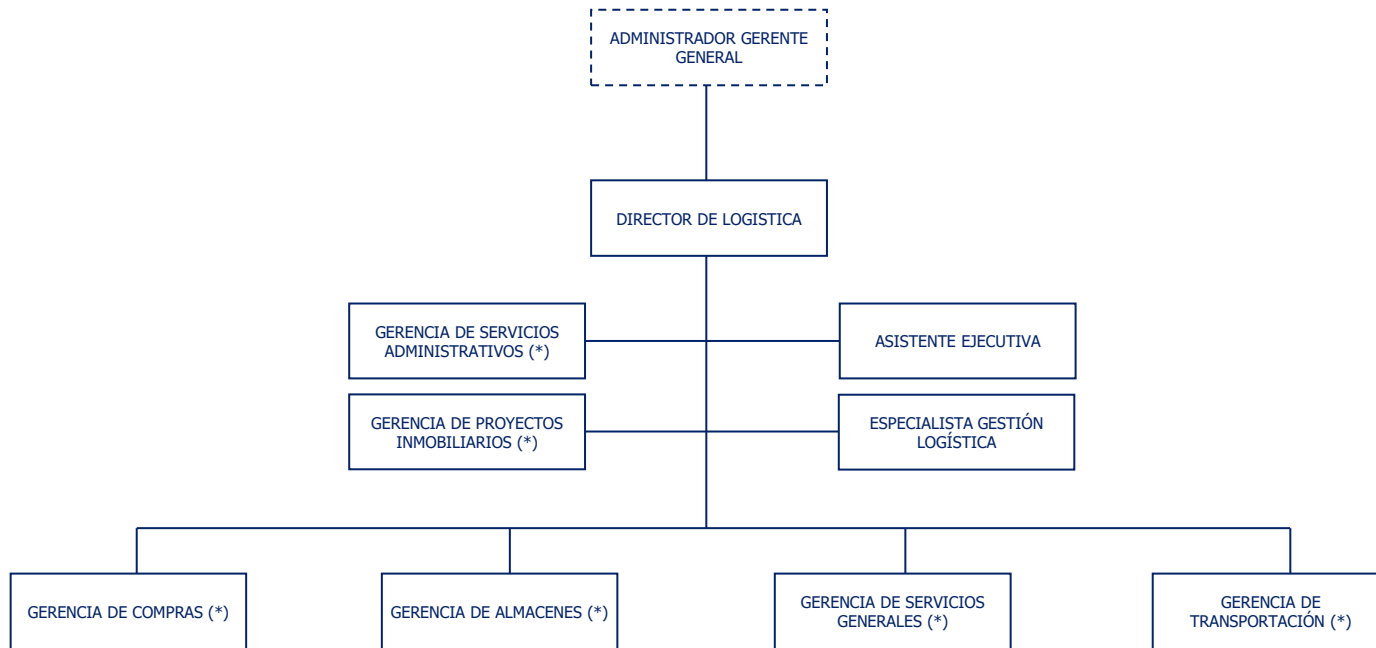 ADMINISTRADOR GERENTE
GENERAL
DIRECTOR DE LOGISTICA
GERENCIA DE SERVICIOS
ADMINISTRATIVOS (*)
ASISTENTE EJECUTIVA
GERENCIA DE PROYECTOS
INMOBILIARIOS (*)
ESPECIALISTA GESTIÓN
LOGÍSTICA
GERENCIA DE COMPRAS (*)
GERENCIA DE ALMACENES (*)
GERENCIA DE SERVICIOS
GENERALES (*)
GERENCIA DE
TRANSPORTACIÓN (*)